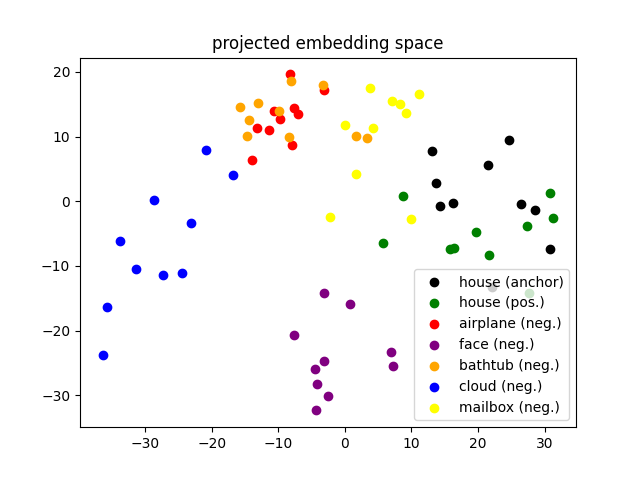 projected embedding space
20
10
0
−10
−20
−30
−30
−20
−10
0
10
20
30
house (anchor)
house (pos.)
airplane (neg.)
face (neg.)
bathtub (neg.)
cloud (neg.)
mailbox (neg.)